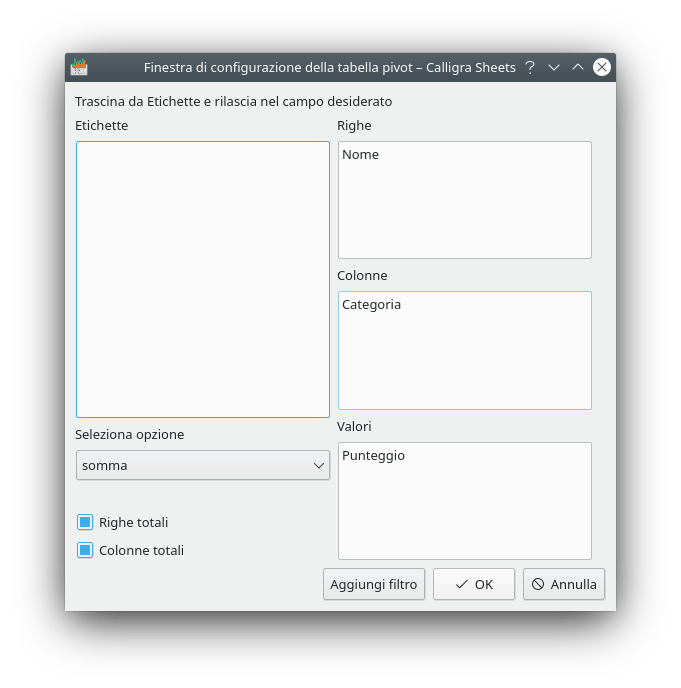 Finestra di configurazione della tabella pivot – Calligra Sheets
Trascina da Etichette e rilascia nel campo desiderato
Etichette
Righe
Nome
Colonne
Categoria
Seleziona opzione
somma
Righe totali
Colonne totali
Valori
Punteggio
Aggiungi filtro
OK
Annulla